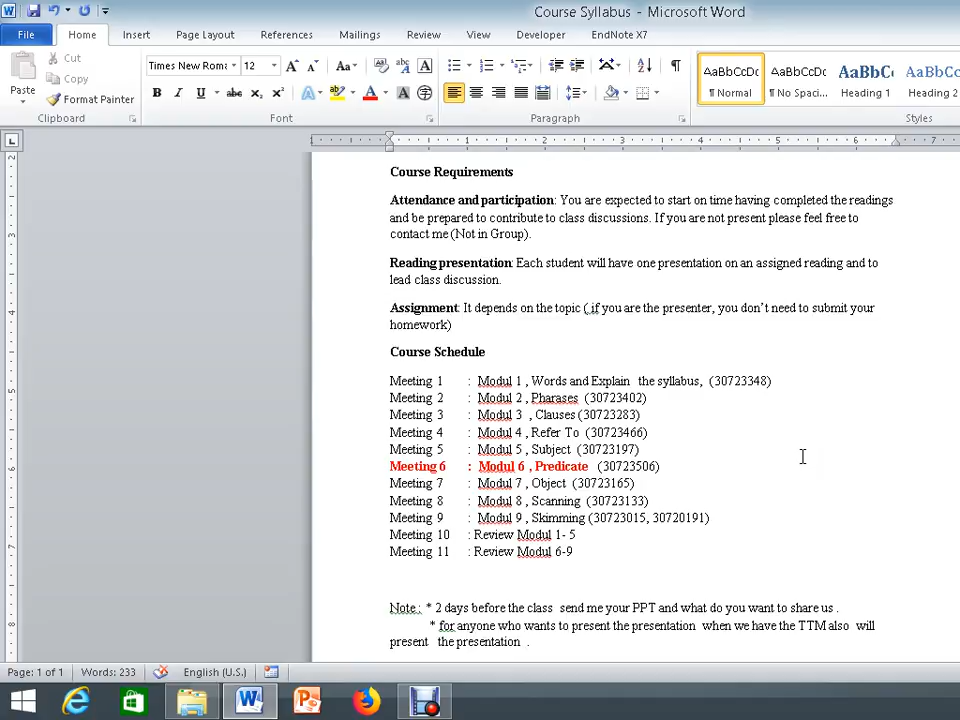 Course Syllabus - Microsoft Word
File Home Insert Page Layout References Mailings Review View Developer EndNote X7
Cut
Copy
Format Painter
Paste
Times New Roma 12
AaBbCcDc AaBbCcDc AaBbC AaBbCc
¶ Normal ¶ No Spaci... Heading 1 Heading 2
Clipboard Font Paragraph Styles
Course Requirements
Attendance and participation: You are expected to start on time having completed the readings
and be prepared to contribute to class discussions. If you are not present please feel free to
contact me (Not in Group).
Reading presentation: Each student will have one presentation on an assigned reading and to
lead class discussion.
Assignment: It depends on the topic ( if you are the presenter, you don't need to submit your
homework)
Course Schedule
Meeting 1 : Modul 1 , Words and Explain the syllabus, (30723348)
Meeting 2 : Modul 2 , Pharases (30723402)
Meeting 3 : Modul 3 , Clauses (30723283)
Meeting 4 : Modul 4 , Refer To (30723466)
Meeting 5 : Modul 5 , Subject (30723197)
Meeting 6 : Modul 6 , Predicate (30723506)
Meeting 7 : Modul 7 , Object (30723165)
Meeting 8 : Modul 8 , Scanning (30723133)
Meeting 9 : Modul 9 , Skimming (30723015, 30720191)
Meeting 10 : Review Modul 1- 5
Meeting 11 : Review Modul 6-9
Note : * 2 days before the class send me your PPT and what do you want to share us .
* for anyone who wants to present the presentation when we have the TTM also will
present the presentation .
Page: 1 of 1 Words: 233 English (U.S.)